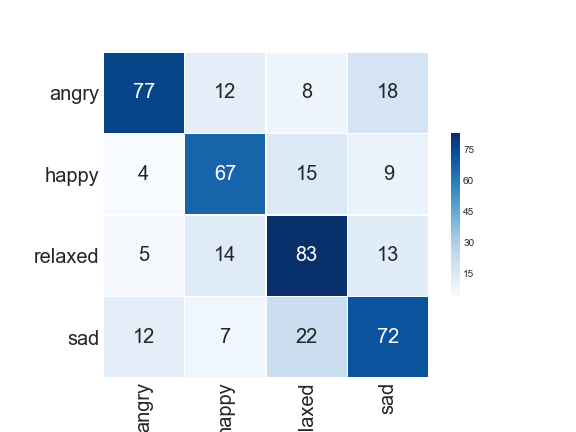 angry 77 12 8 18
happy 4 67 15 9
relaxed 5 14 83 13
sad 12 7 22 72
75
60
45
30
15
angry happy laxed sad